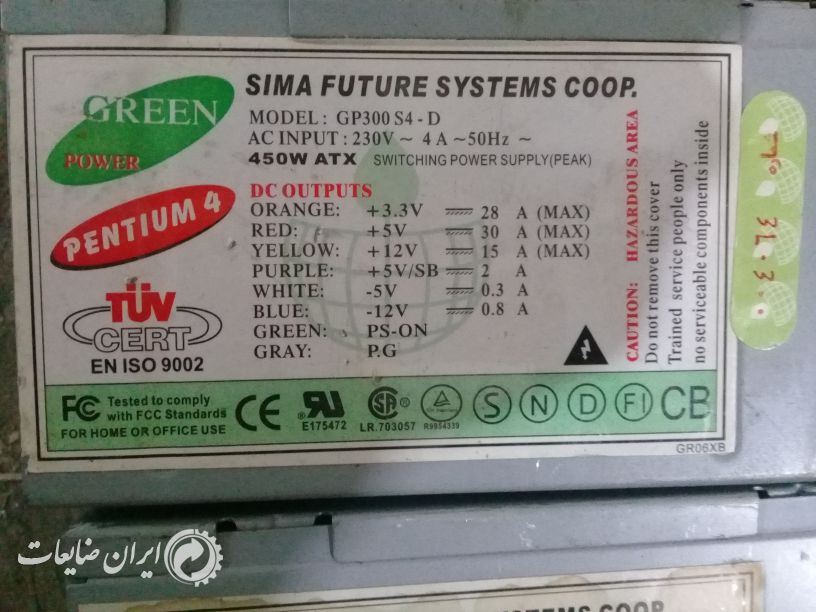 GREEN
POWER
PENTIUM 4
TÜV
CERT
EN ISO 9002
SIMA FUTURE SYSTEMS COOP.
MODEL : GP300 S4 - D
AC INPUT : 230V ~ 4 A ~50Hz ~
450W ATX SWITCHING POWER SUPPLY(PEAK)
DC OUTPUTS
ORANGE: +3.3V 28 A (MAX)
RED: +5V 30 A (MAX)
YELLOW: +12V 15 A (MAX)
PURPLE: +5V/SB 2 A
WHITE: -5V 0.3 A
BLUE: -12V 0.8 A
GREEN: PS-ON
GRAY: P.G
CAUTION: HAZARDOUS AREA
Do not remove this cover
Trained service people only
no serviceable components inside
FC Tested to comply
with FCC Standards
FOR HOME OR OFFICE USE
CE
® UL US
E175472
SA ®
LR.703057
R9954339
S N D FI CB
GR06XB
ایران ضایعات